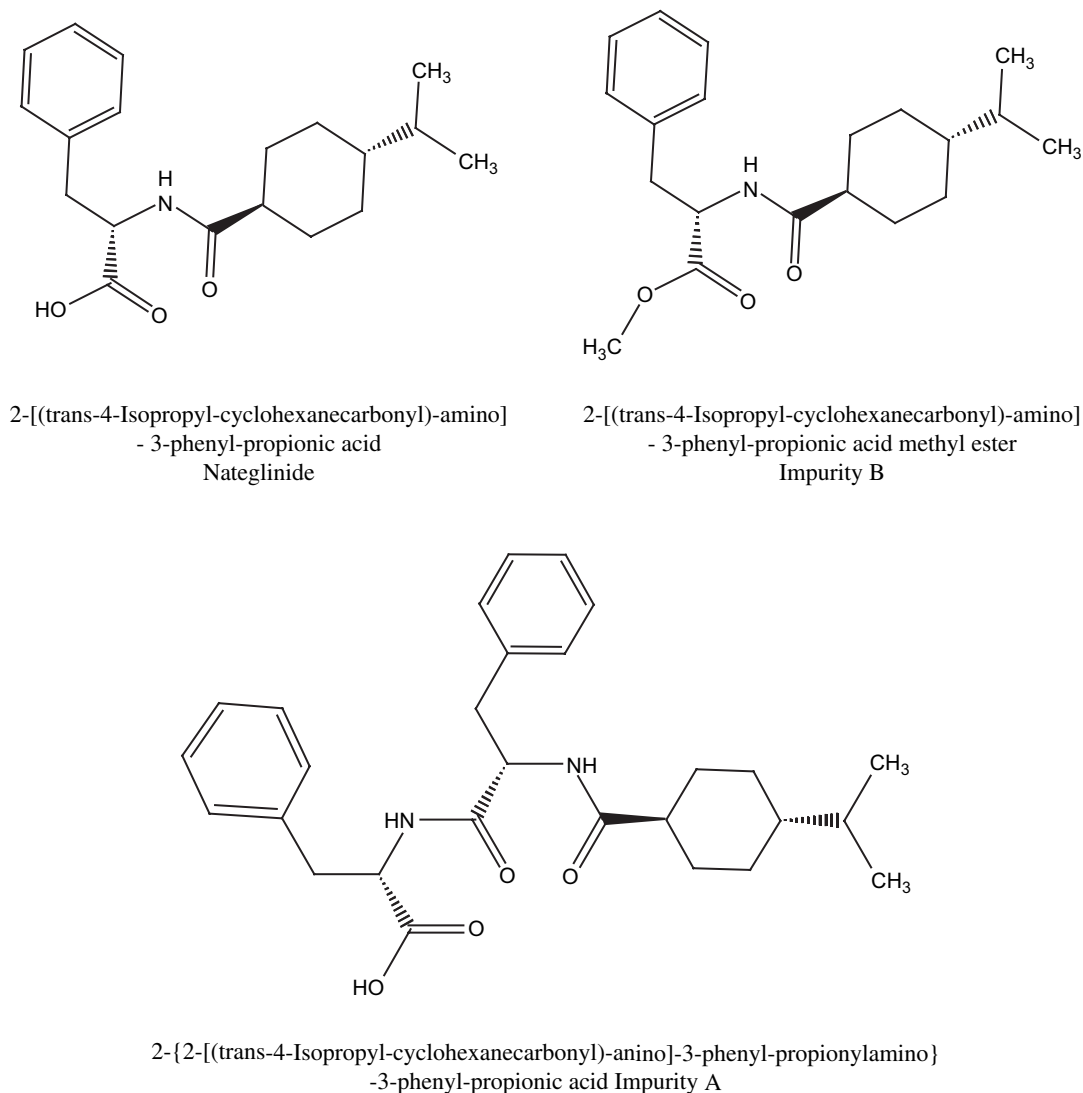 CH3
CH3
H
N
O
HO
O
2-[(trans-4-Isopropyl-cyclohexanecarbonyl)-amino]
- 3-phenyl-propionic acid
Nateglinide
CH3
CH3
H
N
O
O
O
H3C
2-[(trans-4-Isopropyl-cyclohexanecarbonyl)-amino]
- 3-phenyl-propionic acid methyl ester
Impurity B
CH3
NH
HN
O
O
CH3
O
HO
2-{2-[(trans-4-Isopropyl-cyclohexanecarbonyl)-anino]-3-phenyl-propionylamino}
-3-phenyl-propionic acid Impurity A